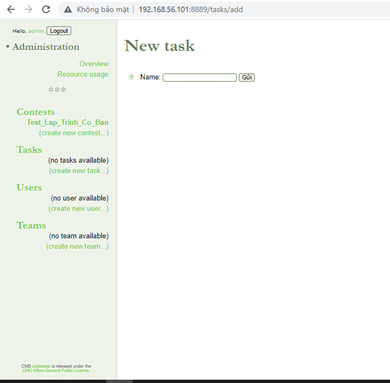 Không bảo mật | 192.168.56.101:8889/tasks/add
Hello, admin. Logout
• Administration
Overview
Resource usage
***
Contests
Test_Lap_Trinh_Co_Ban
(create new contest...)
Tasks
(no tasks available)
(create new task...)
Users
(no user available)
(create new user...)
Teams
(no team available)
(create new team...)
CMS codebase is released under the
GNU Affero General Public License.
New task
? Name: Gửi